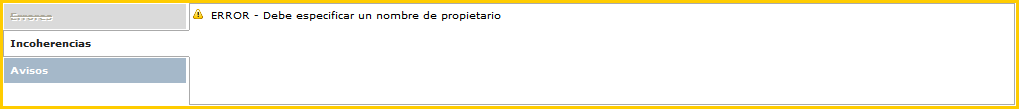 Errores
ERROR - Debe especificar un nombre de propietario
Incoherencias
Avisos